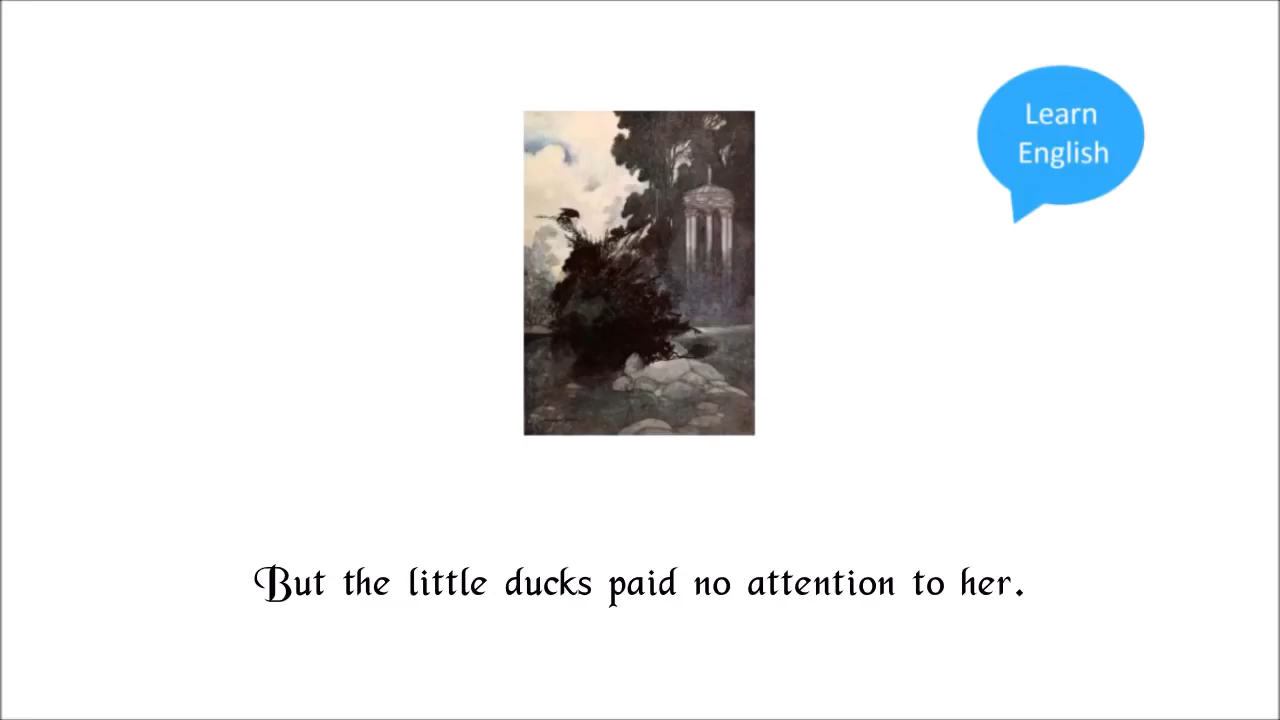 Learn
English
But the little ducks paid no attention to her.